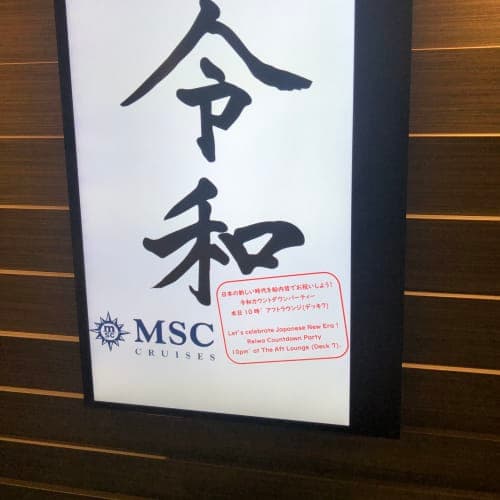 令
和
日本の新しい時代を船内皆でお祝いしよう!
令和カウントダウンパーティー
本日 10時' アフトラウンジ(デッキ7)
Let's celebrate Japanese New Era !
Reiwa Countdown Party
10pm' at The Aft Lounge (Deck 7).
m
SC
MSC
CRUISES